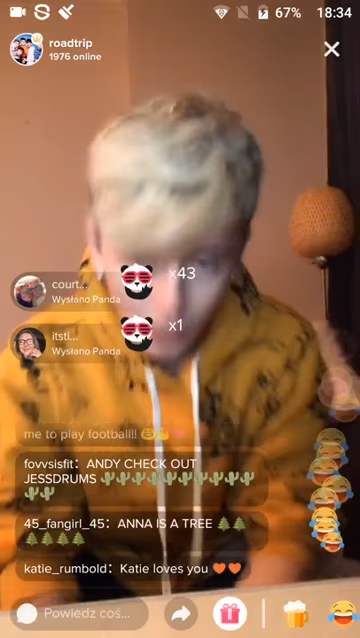 67% 18:34
roadtrip
1976 online
court...
Wysłano Panda
x43
itsti...
Wysłano Panda
x1
me to play football!! 😂😂
fovvsisfit: ANDY CHECK OUT
JESSDRUMS 🌵🌵🌵🌵🌵🌵🌵🌵🌵🌵
🌵🌵
45_fangirl_45: ANNA IS A TREE 🌲🌲
🌲🌲🌲🌲
katie_rumbold: Katie loves you ❤️❤️
Powiedz coś...